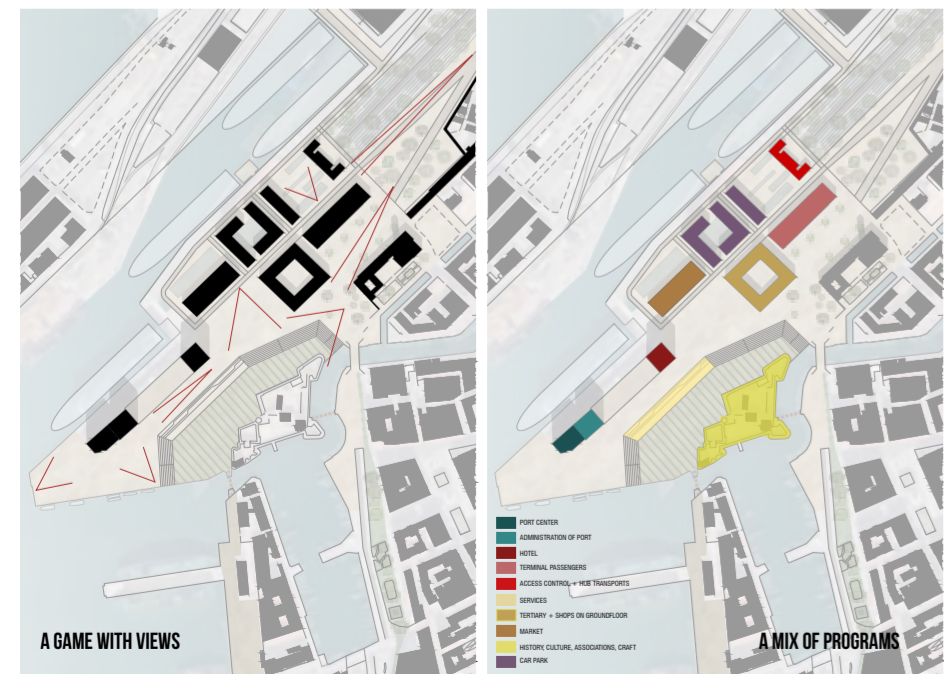 PORT CENTER
ADMINISTRATION OF PORT
HOTEL
TERMINAL PASSENGERS
ACCESS CONTROL + HUB TRANSPORTS
SERVICES
TERTIARY + SHOPS ON GROUNDFLOOR
MARKET
HISTORY, CULTURE, ASSOCIATIONS, CRAFT
CAR PARK
A GAME WITH VIEWS
A MIX OF PROGRAMS